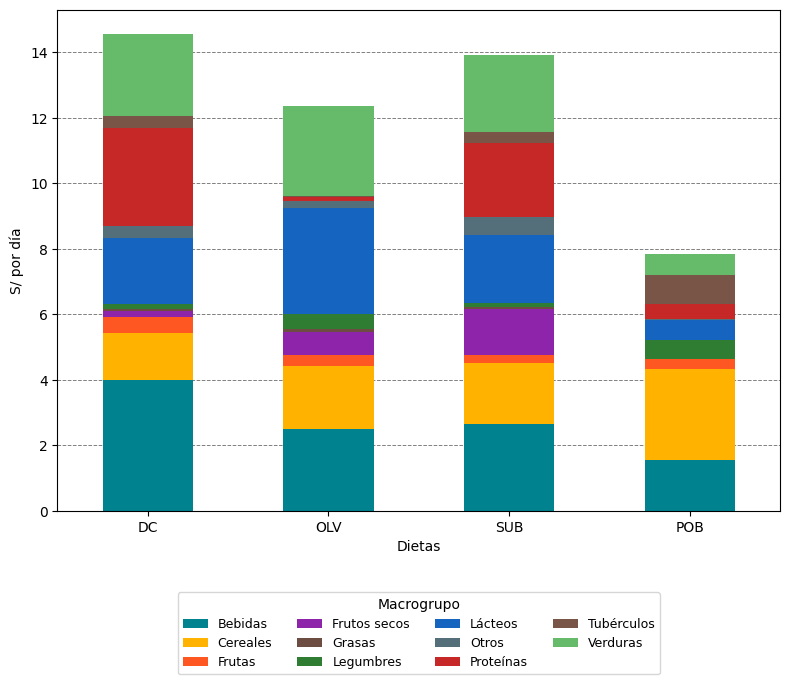 14
12
10
8
6
4
2
0
S/ por día
DC OLV SUB POB
Dietas
Macrogrupo
Bebidas Frutos secos Lácteos Tubérculos
Cereales Grasas Otros Verduras
Frutas Legumbres Proteínas